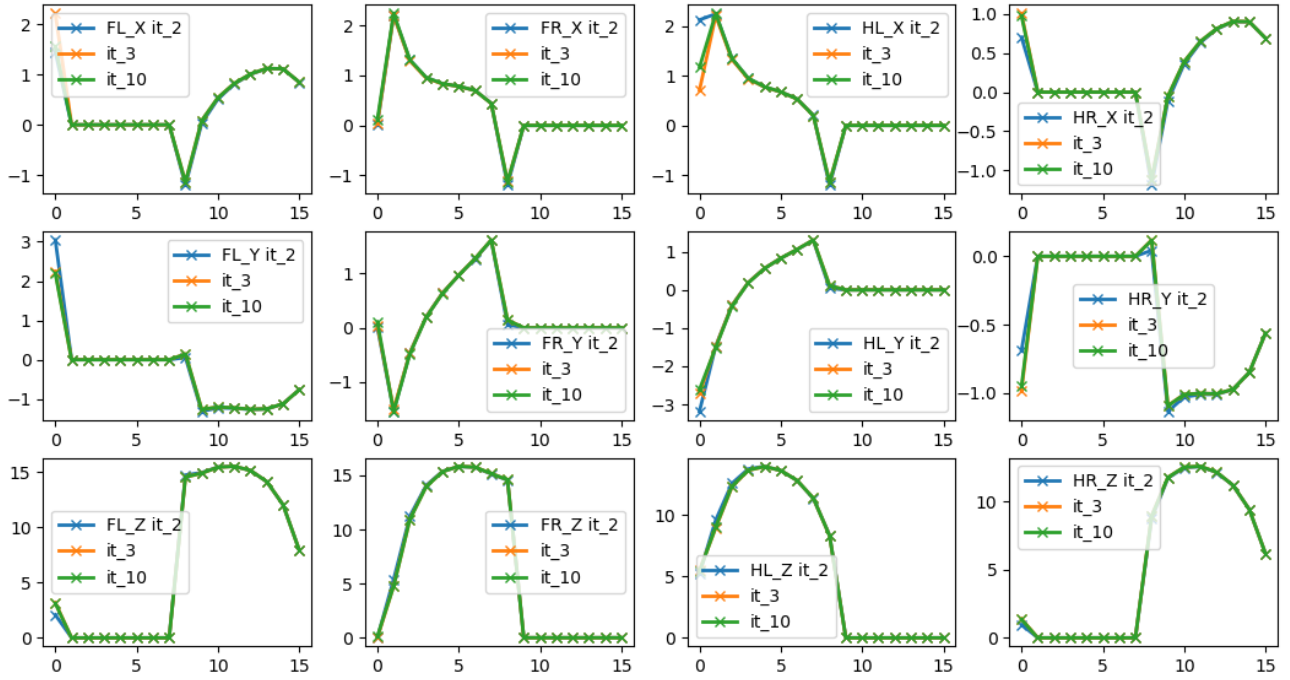 2
1
0
−1
FL_X it_2
it_3
it_10
0 5 10 15
2
1
0
−1
FR_X it_2
it_3
it_10
0 5 10 15
2
1
0
−1
HL_X it_2
it_3
it_10
0 5 10 15
1.0
0.5
0.0
−0.5
−1.0
HR_X it_2
it_3
it_10
0 5 10 15
3
2
1
0
−1
FL_Y it_2
it_3
it_10
0 5 10 15
1
0
−1
FR_Y it_2
it_3
it_10
0 5 10 15
1
0
−1
−2
−3
HL_Y it_2
it_3
it_10
0 5 10 15
0.0
−0.5
−1.0
HR_Y it_2
it_3
it_10
0 5 10 15
15
10
5
0
FL_Z it_2
it_3
it_10
0 5 10 15
15
10
5
0
FR_Z it_2
it_3
it_10
0 5 10 15
10
5
0
HL_Z it_2
it_3
it_10
0 5 10 15
10
5
0
HR_Z it_2
it_3
it_10
0 5 10 15